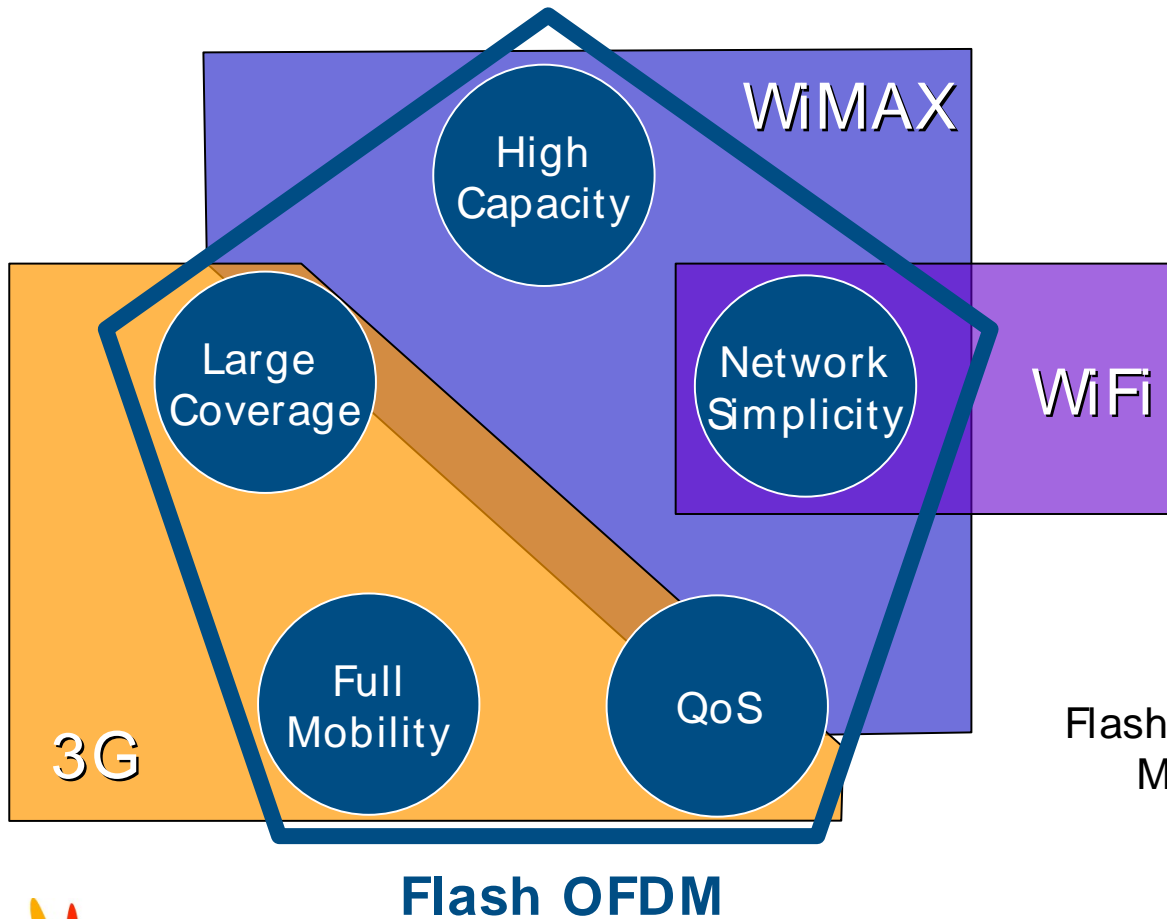 WiMAX
High
Capacity
Large
Coverage
Network
Simplicity
WiFi
Full
Mobility
QoS
3G
Flash
M
Flash OFDM